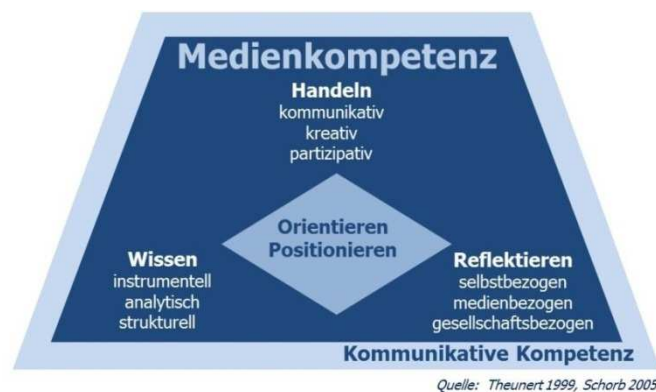 Medienkompetenz
Handeln
kommunikativ
kreativ
partizipativ
Orientieren
Positionieren
Wissen
instrumentell
analytisch
strukturell
Reflektieren
selbstbezogen
medienbezogen
gesellschaftsbezogen
Kommunikative Kompetenz
Quelle: Theunert 1999, Schorb 2005